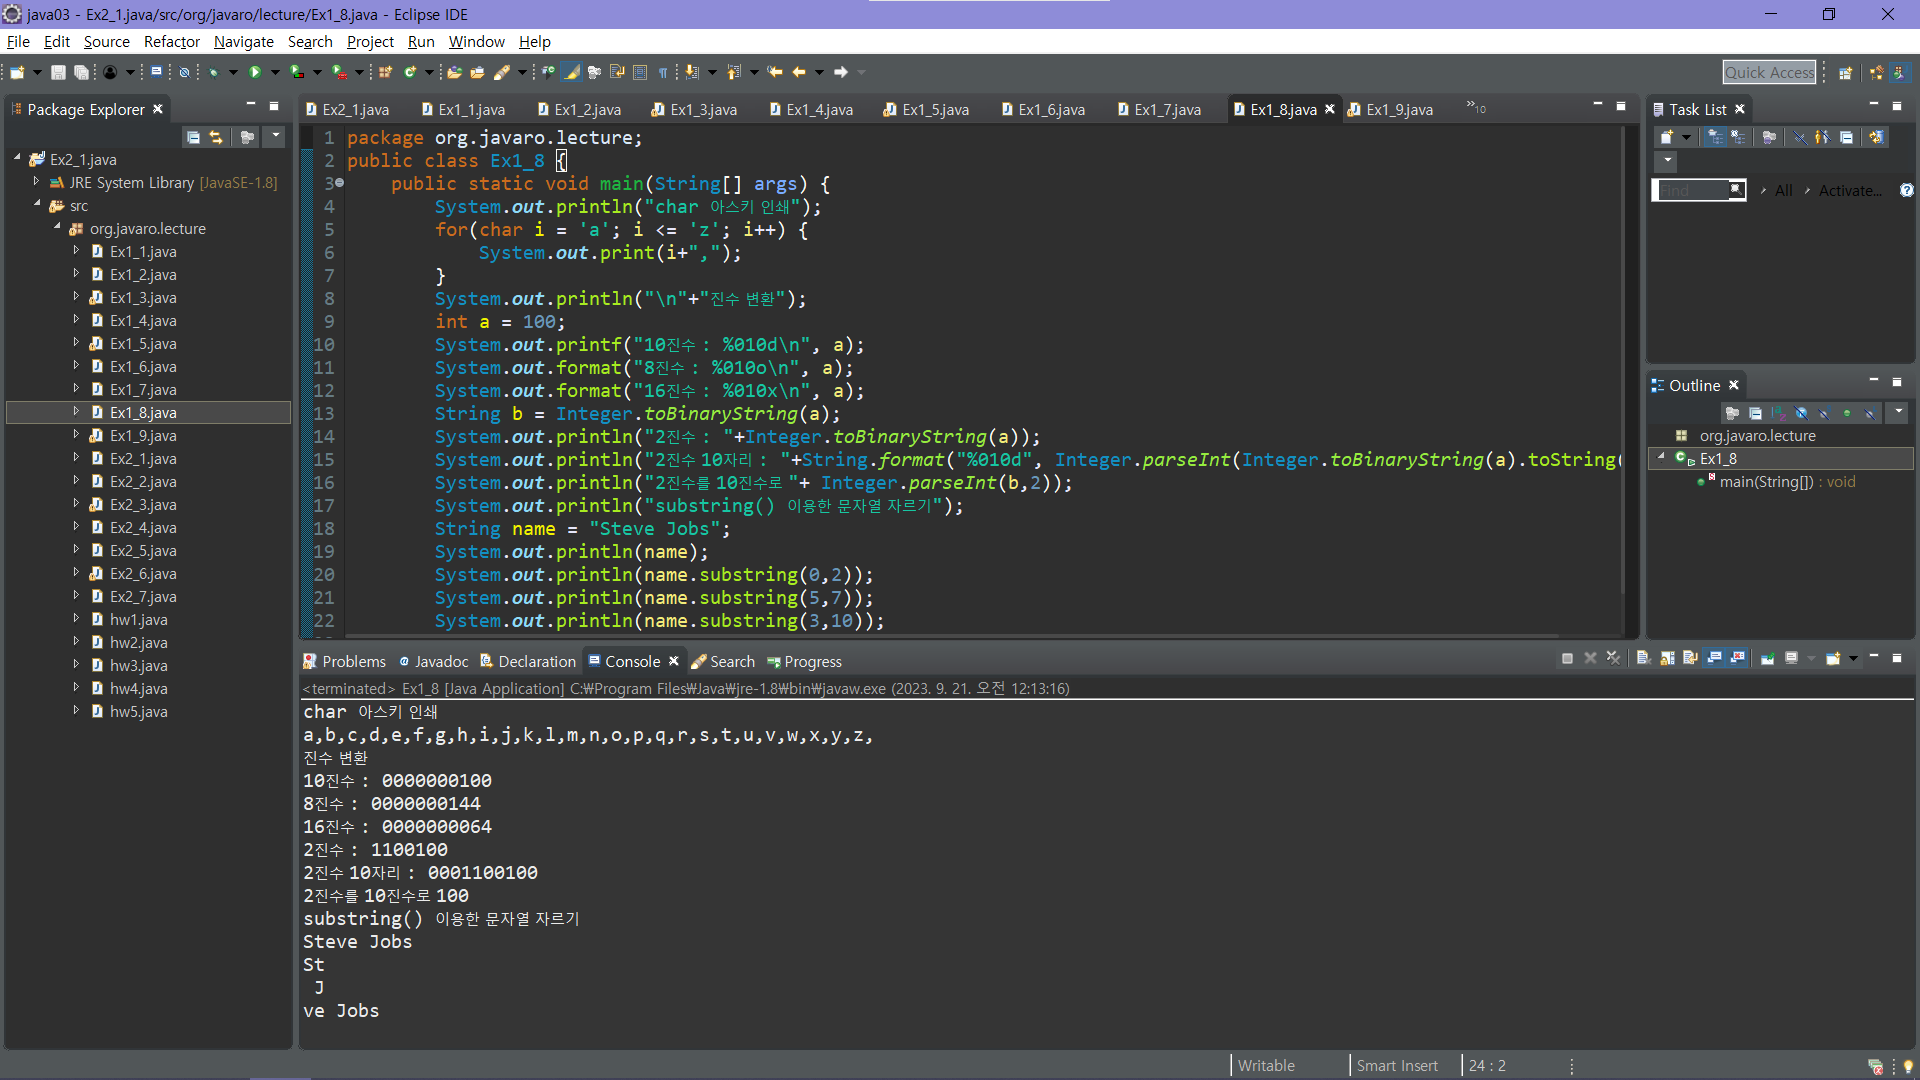 java03 - Ex2_1.java/src/org/javaro/lecture/Ex1_8.java - Eclipse IDE
File Edit Source Refactor Navigate Search Project Run Window Help
Quick Access
Package Explorer
Ex2_1.java
JRE System Library [JavaSE-1.8]
src
org.javaro.lecture
Ex1_1.java
Ex1_2.java
Ex1_3.java
Ex1_4.java
Ex1_5.java
Ex1_6.java
Ex1_7.java
Ex1_8.java
Ex1_9.java
Ex2_1.java
Ex2_2.java
Ex2_3.java
Ex2_4.java
Ex2_5.java
Ex2_6.java
Ex2_7.java
hw1.java
hw2.java
hw3.java
hw4.java
hw5.java
Ex2_1.java Ex1_1.java Ex1_2.java Ex1_3.java Ex1_4.java Ex1_5.java Ex1_6.java Ex1_7.java Ex1_8.java Ex1_9.java »10
1 package org.javaro.lecture;
2 public class Ex1_8 {
3 public static void main(String[] args) {
4 System.out.println("char 아스키 인쇄");
5 for(char i = 'a'; i <= 'z'; i++) {
6 System.out.print(i+",");
7 }
8 System.out.println("\n"+"진수 변환");
9 int a = 100;
10 System.out.printf("10진수 : %010d\n", a);
11 System.out.format("8진수 : %010o\n", a);
12 System.out.format("16진수 : %010x\n", a);
13 String b = Integer.toBinaryString(a);
14 System.out.println("2진수 : "+Integer.toBinaryString(a));
15 System.out.println("2진수 10자리 : "+String.format("%010d", Integer.parseInt(Integer.toBinaryString(a).toString(
16 System.out.println("2진수를 10진수로 "+ Integer.parseInt(b,2));
17 System.out.println("substring() 이용한 문자열 자르기");
18 String name = "Steve Jobs";
19 System.out.println(name);
20 System.out.println(name.substring(0,2));
21 System.out.println(name.substring(5,7));
22 System.out.println(name.substring(3,10));
Problems @ Javadoc Declaration Console Search Progress
<terminated> Ex1_8 [Java Application] C:₩Program Files₩Java₩jre-1.8₩bin₩javaw.exe (2023. 9. 21. 오전 12:13:16)
char 아스키 인쇄
a,b,c,d,e,f,g,h,i,j,k,l,m,n,o,p,q,r,s,t,u,v,w,x,y,z,
진수 변환
10진수 : 0000000100
8진수 : 0000000144
16진수 : 0000000064
2진수 : 1100100
2진수 10자리 : 0001100100
2진수를 10진수로 100
substring() 이용한 문자열 자르기
Steve Jobs
St
J
ve Jobs
Task List
Find All Activate...
Outline
org.javaro.lecture
Ex1_8
main(String[]) : void
Writable Smart Insert 24 : 2